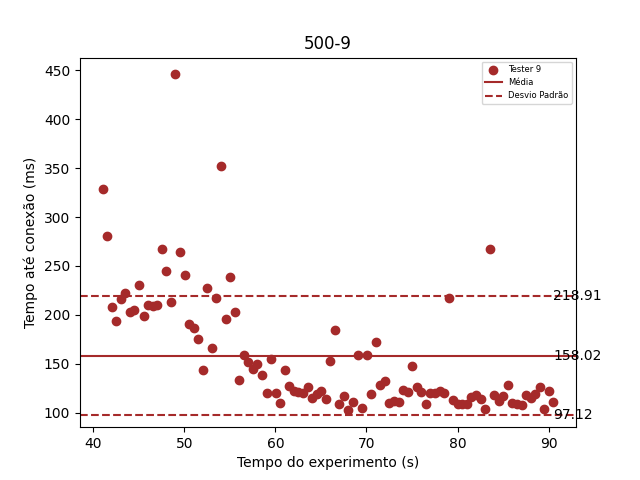 500-9
Tempo até conexão (ms)
450
400
350
300
250
200
150
100
Tester 9
Média
Desvio Padrão
218.91
158.02
97.12
40 50 60 70 80 90
Tempo do experimento (s)